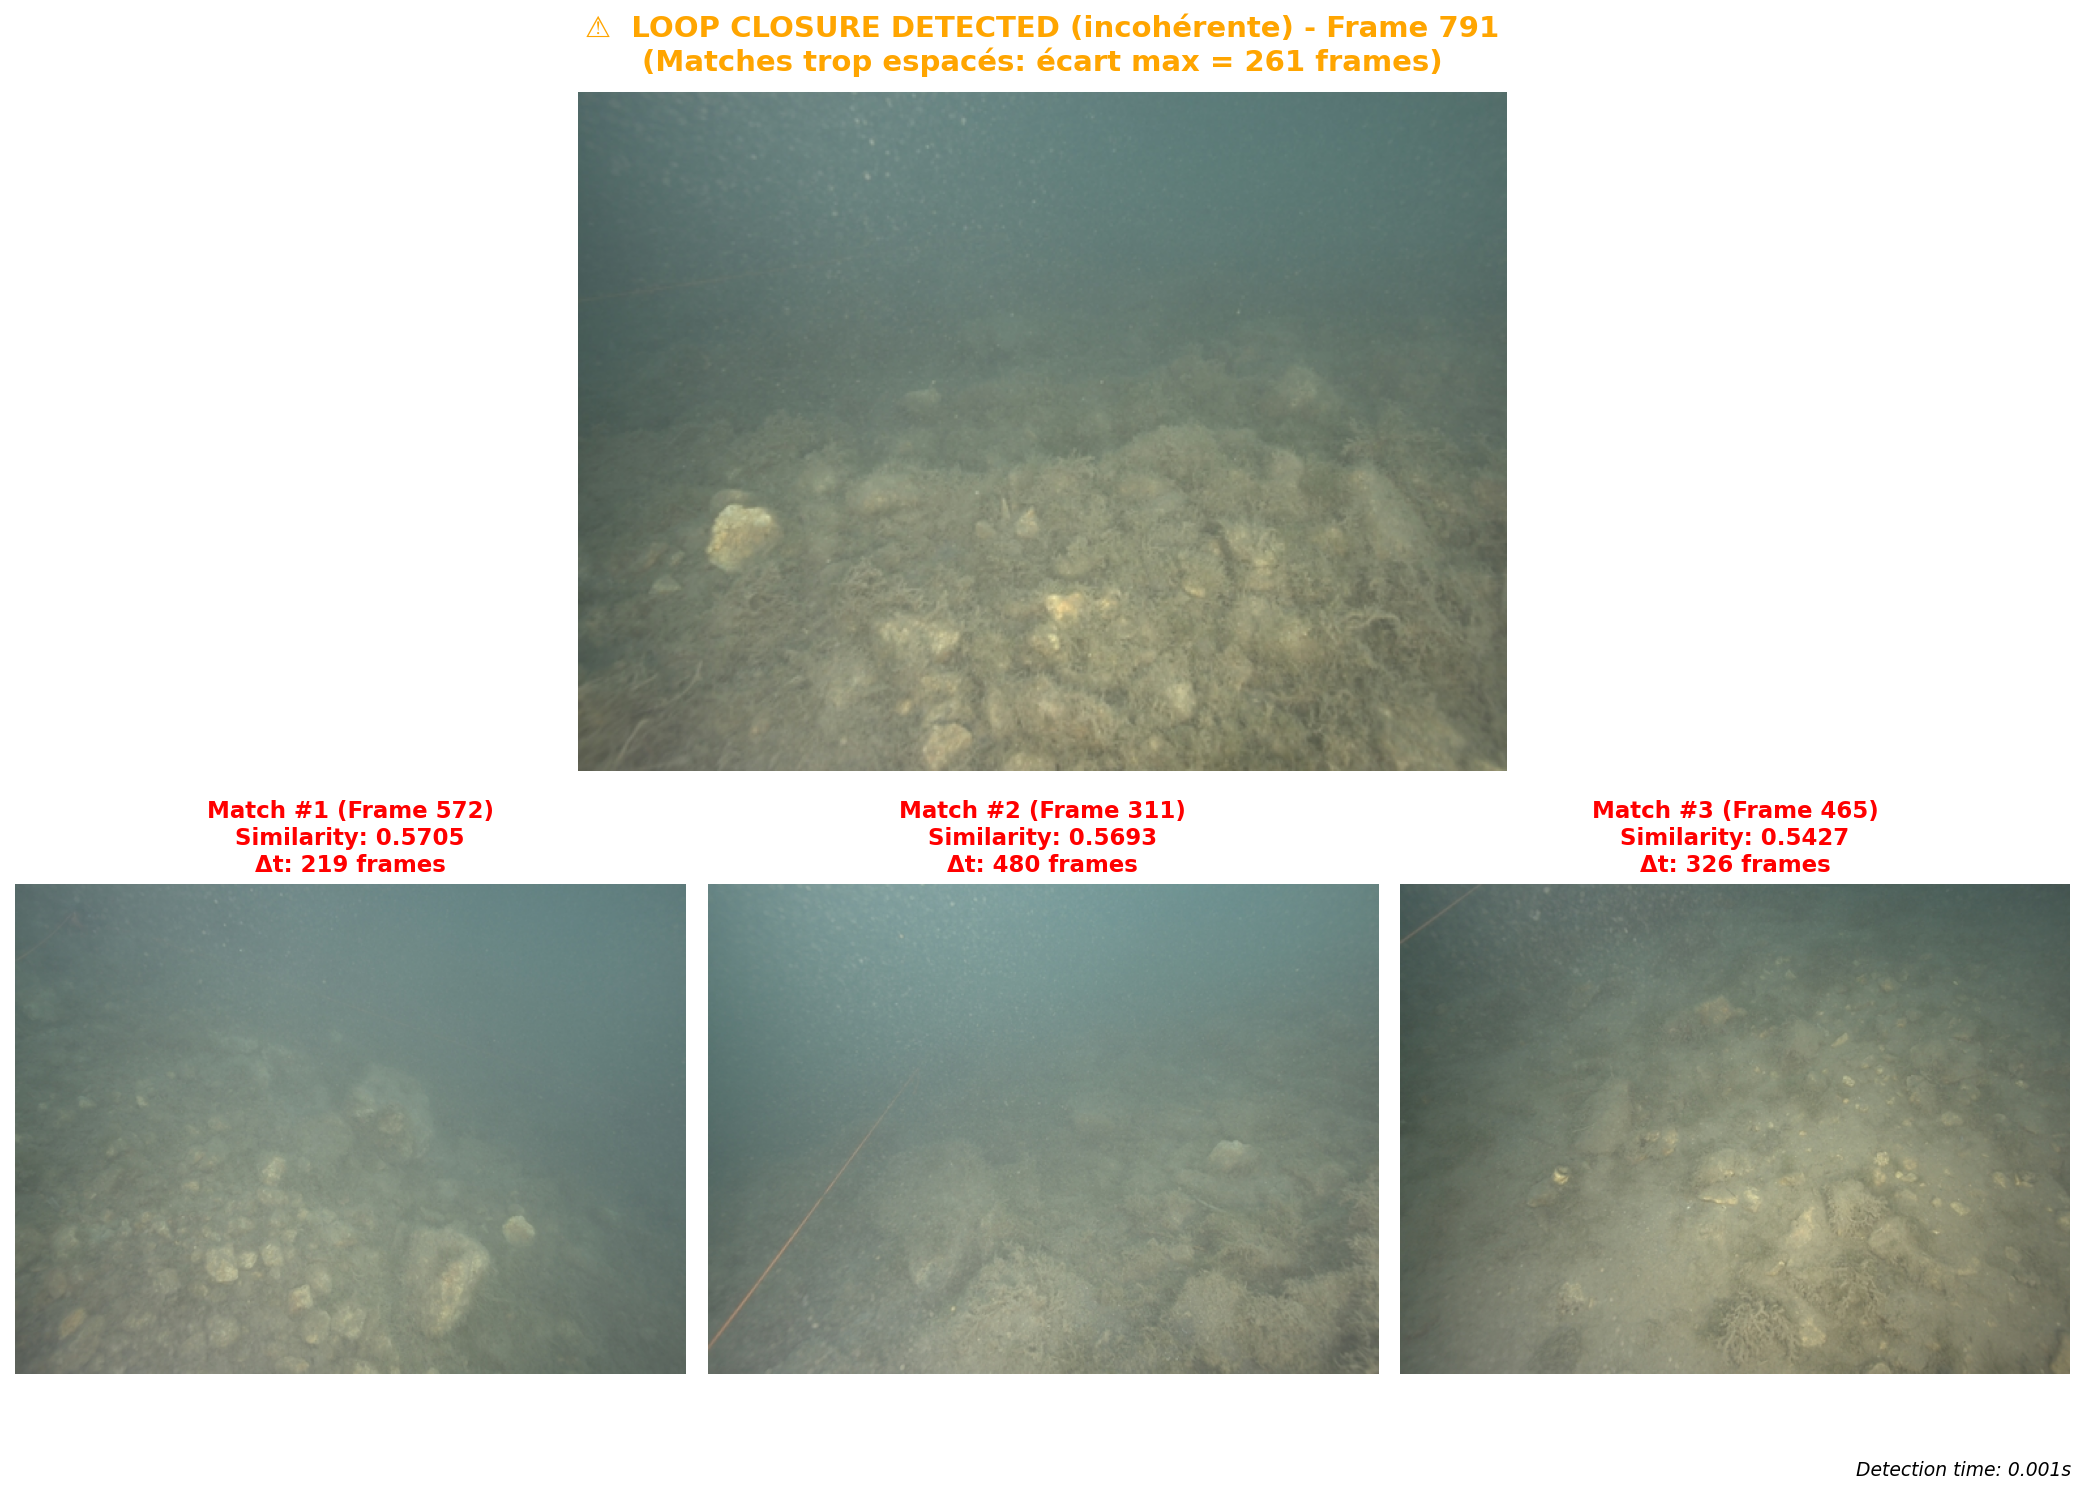 ⚠ LOOP CLOSURE DETECTED (incohérente) - Frame 791
(Matches trop espacés: écart max = 261 frames)
Match #1 (Frame 572)
Similarity: 0.5705
Δt: 219 frames
Match #2 (Frame 311)
Similarity: 0.5693
Δt: 480 frames
Match #3 (Frame 465)
Similarity: 0.5427
Δt: 326 frames
Detection time: 0.001s